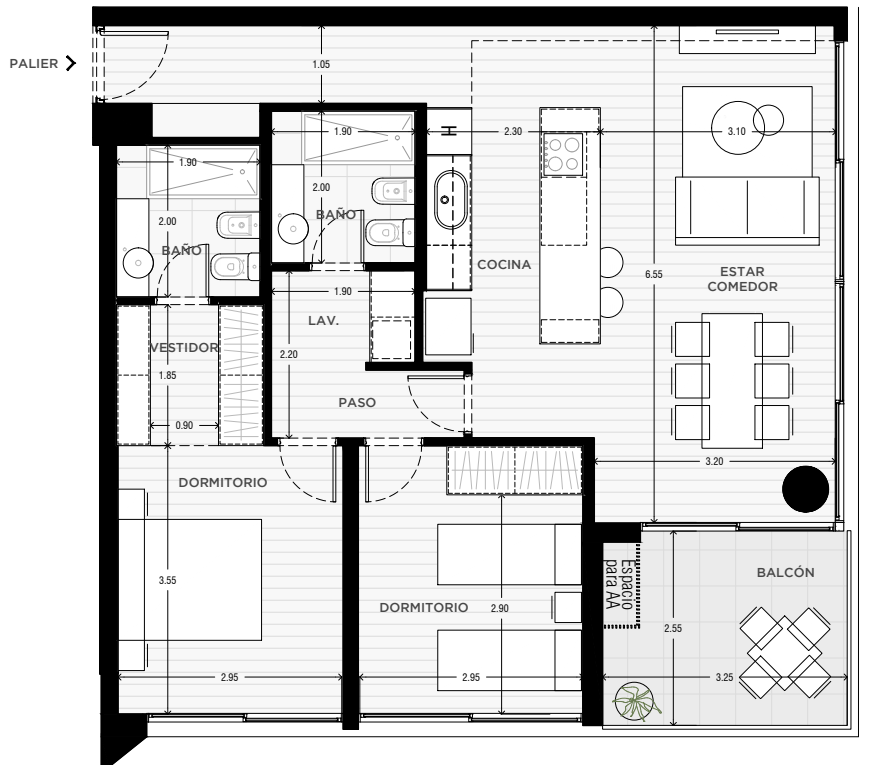 PALIER
1.05
1.90
2.30
3.10
H
1.90
2.00
BAÑO
2.00
BAÑO
COCINA
6.55
ESTAR
COMEDOR
1.90
LAV.
VESTIDOR
2.20
1.85
PASO
0.90
3.20
DORMITORIO
Espacio
para AA
BALCÓN
3.55
DORMITORIO
2.90
2.55
2.95
2.95
3.25